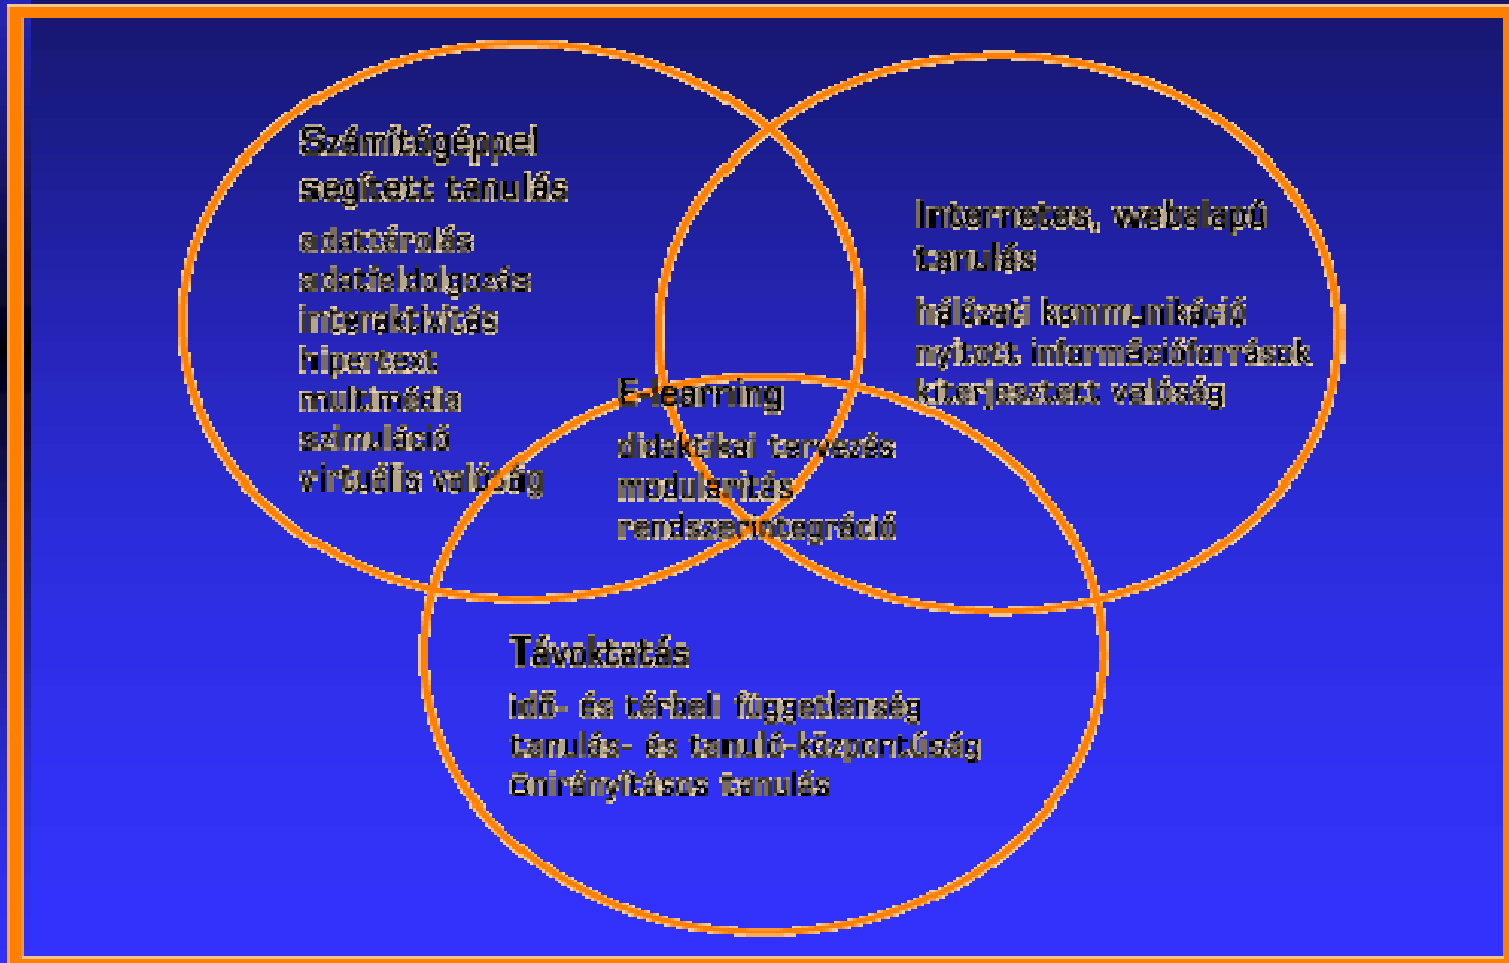 Számítógéppel
segített tanulás
adattárolás
adatfeldolgozás
interaktivitás
hipertext
multimédia
szimuláció
virtuális valóság
Internetes, webalapú
tanulás
hálózati kommunikáció
nyitott információforrások
kiterjesztett valóság
E-learning
didaktikai tervezés
modularitás
rendszerintegráció
Távoktatás
idő- és térbeli függetlenség
tanulás- és tanuló-központúság
önirányításos tanulás